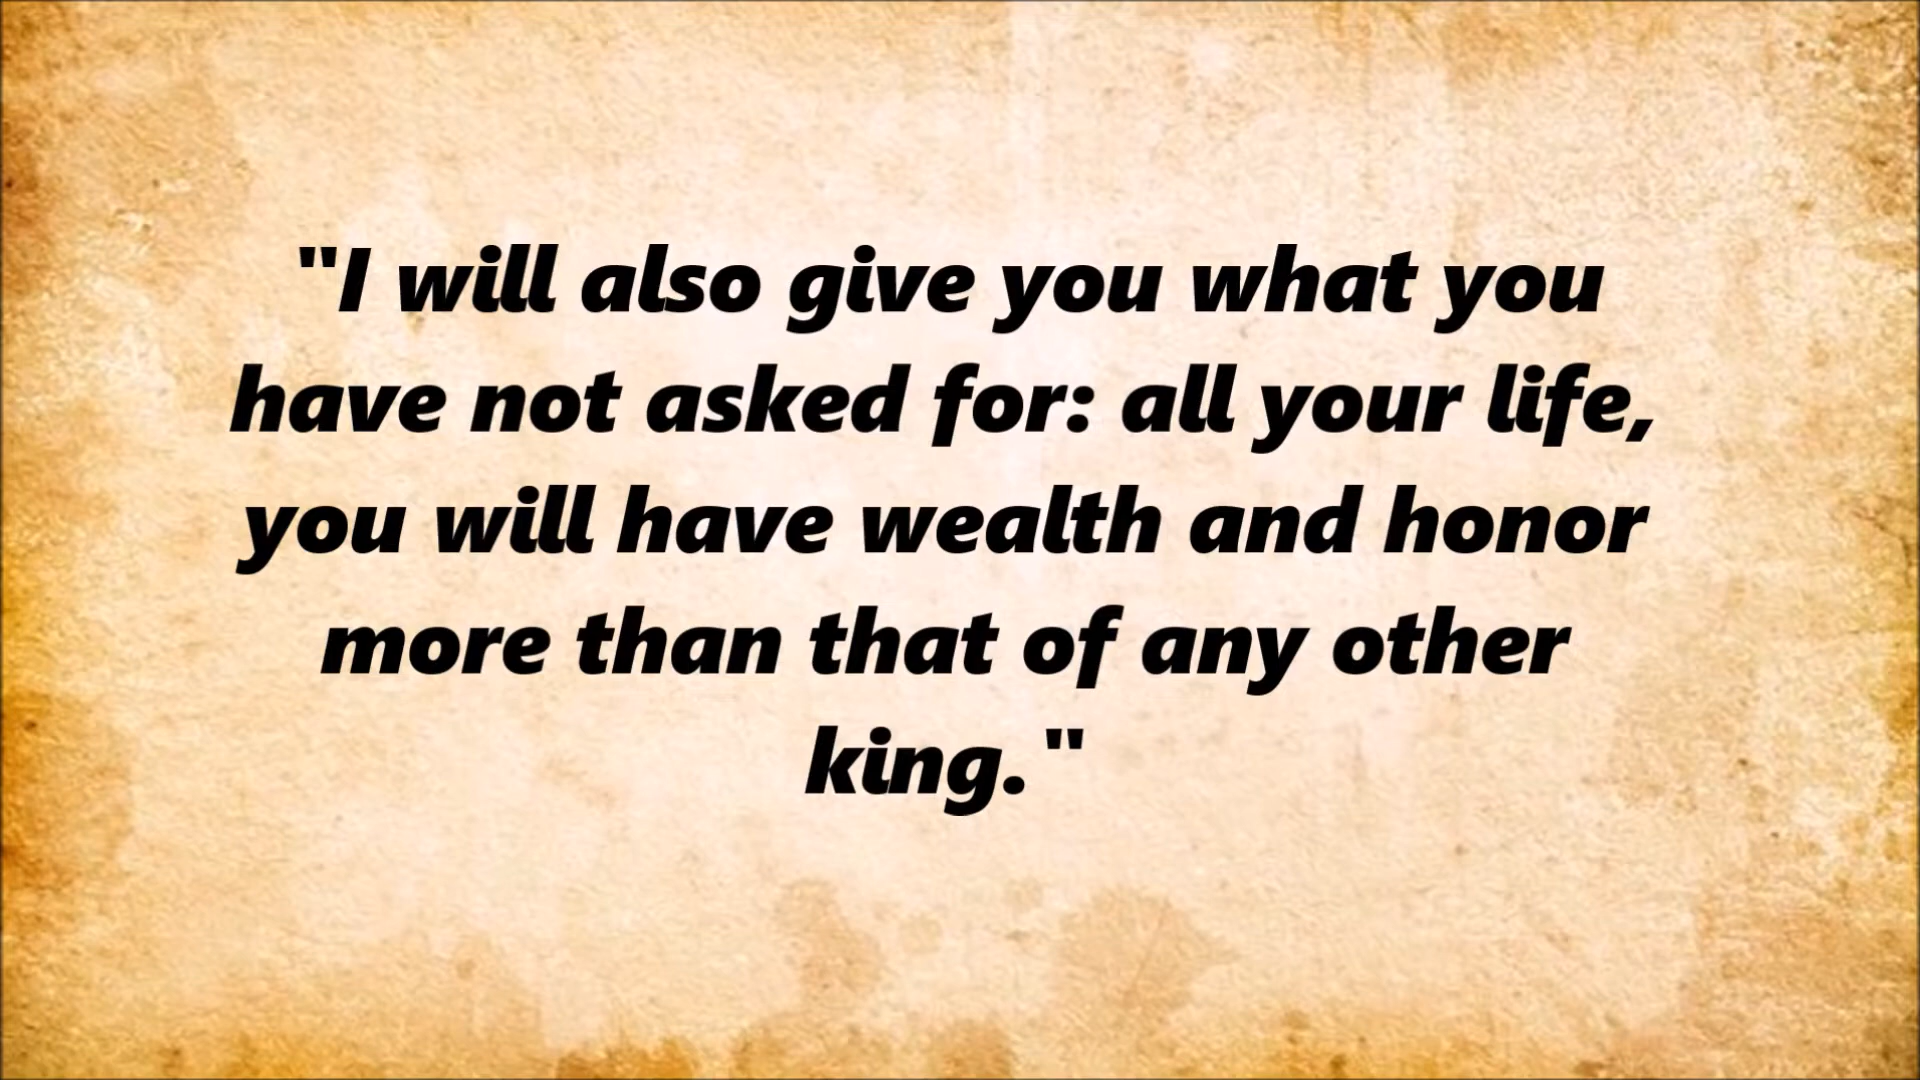 "I will also give you what you
have not asked for: all your life,
you will have wealth and honor
more than that of any other
king."